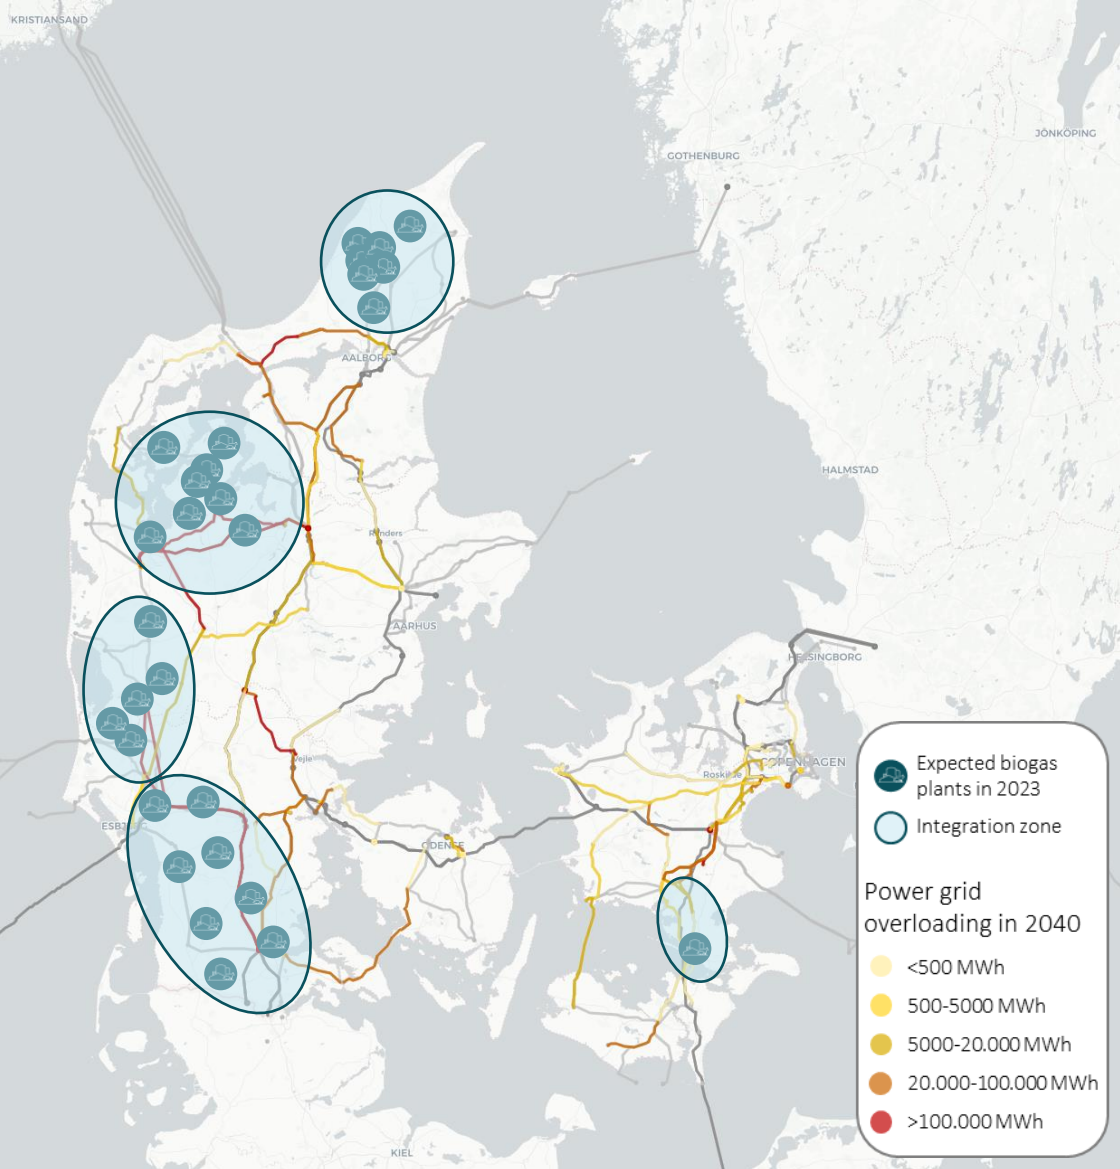 KRISTIANSAND
JÖNKÖPING
GOTHENBURG
AALBORG
HALMSTAD
Randers
AARHUS
HELSINGBORG
Vejle
COPENHAGEN
Roskilde
ESBJERG
ODENSE
KIEL
Expected biogas
plants in 2023
Integration zone
Power grid
overloading in 2040
<500 MWh
500-5000 MWh
5000-20.000 MWh
20.000-100.000 MWh
>100.000 MWh